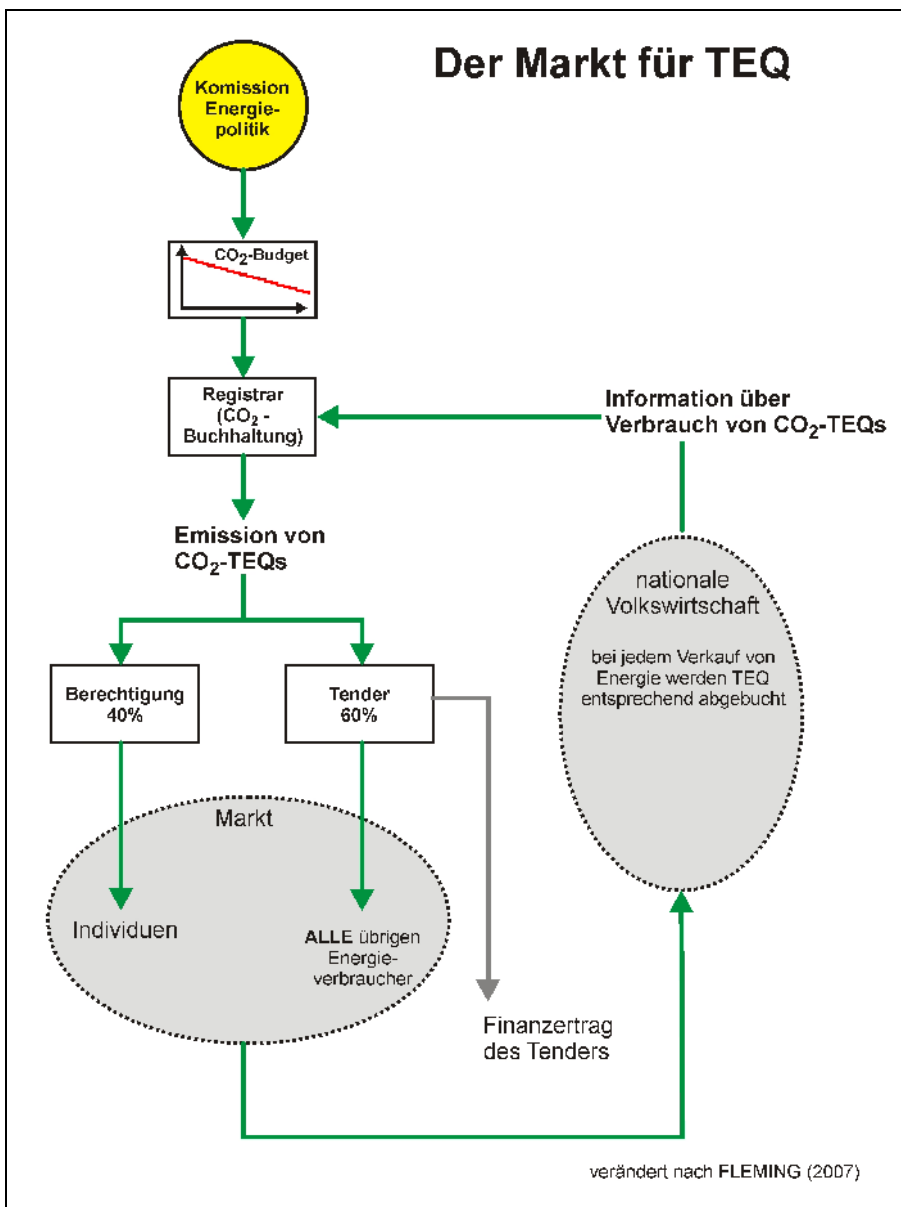 Der Markt für TEQ
Komission
Energie-
politik
CO₂-Budget
Registrar
(CO₂ -
Buchhaltung)
Information über
Verbrauch von CO₂-TEQs
Emission von
CO₂-TEQs
nationale
Volkswirtschaft
bei jedem Verkauf von
Energie werden TEQ
entsprechend abgebucht
Berechtigung
40%
Tender
60%
Markt
Individuen
ALLE übrigen
Energie-
verbraucher
Finanzertrag
des Tenders
verändert nach FLEMING (2007)